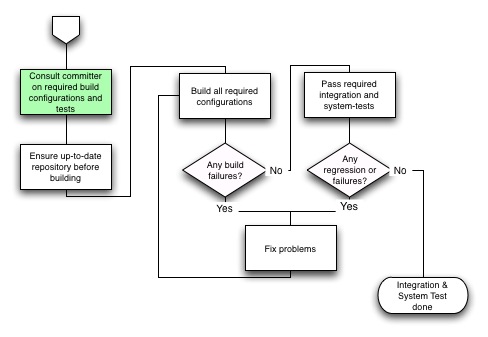 Consult committer
on required build
configurations and
tests
Ensure up-to-date
repository before
building
Build all required
configurations
Any build
failures?
No
Yes
Pass required
integration and
system-tests
Any
regression or
failures?
No
Yes
Fix problems
Integration &
System Test
done